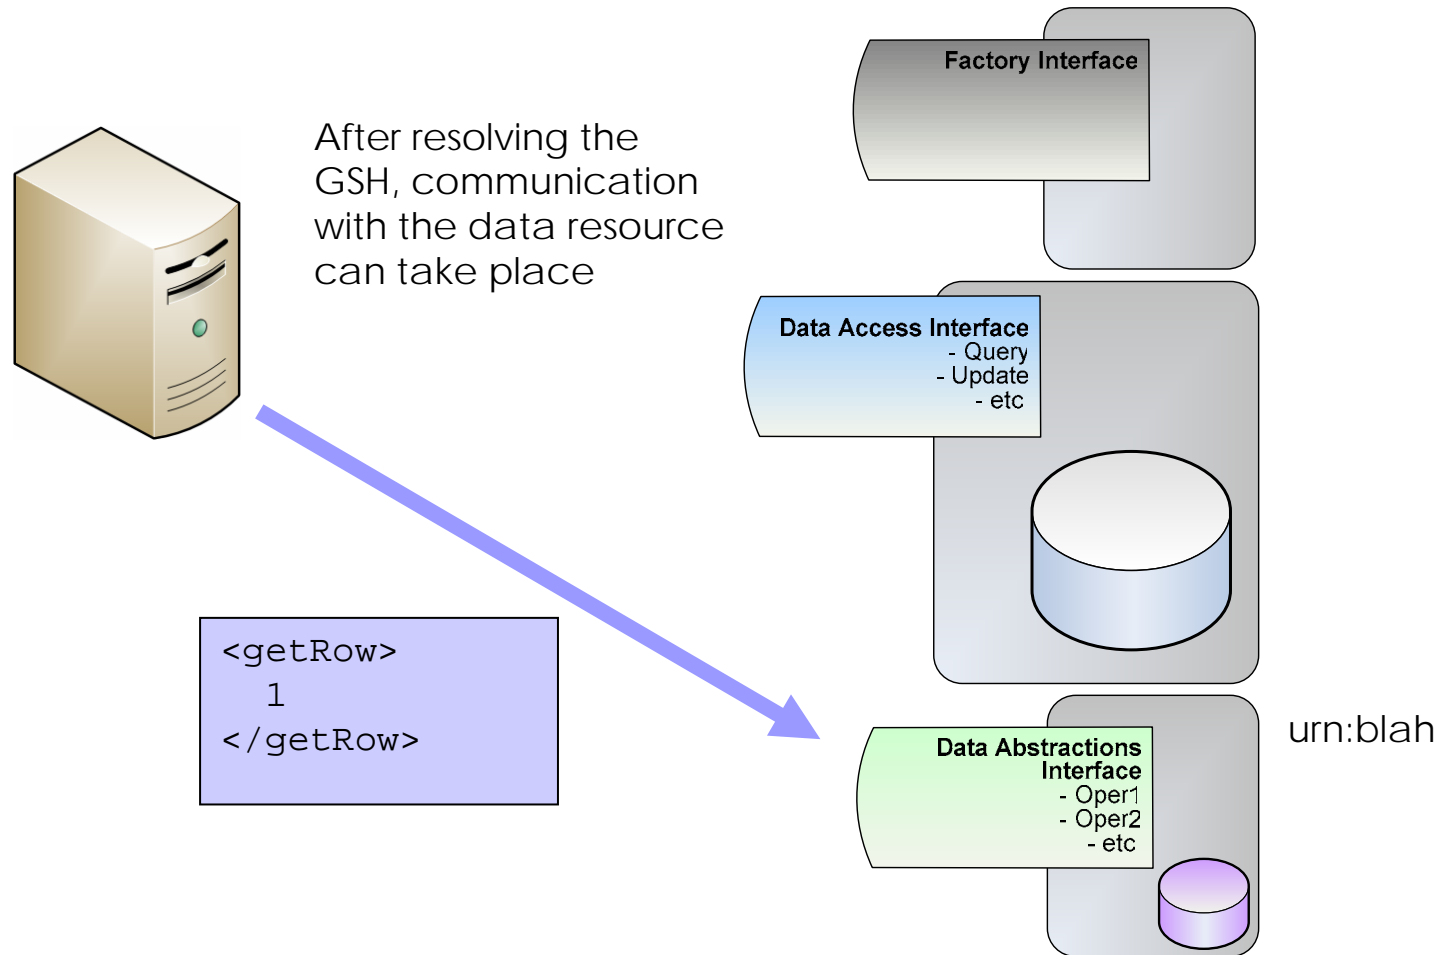 After resolving the
GSH, communication
with the data resource
can take place
Factory Interface
Data Access Interface
- Query
- Update
- etc
<getRow>
1
</getRow>
Data Abstractions
Interface
- Oper1
- Oper2
- etc
urn:blah